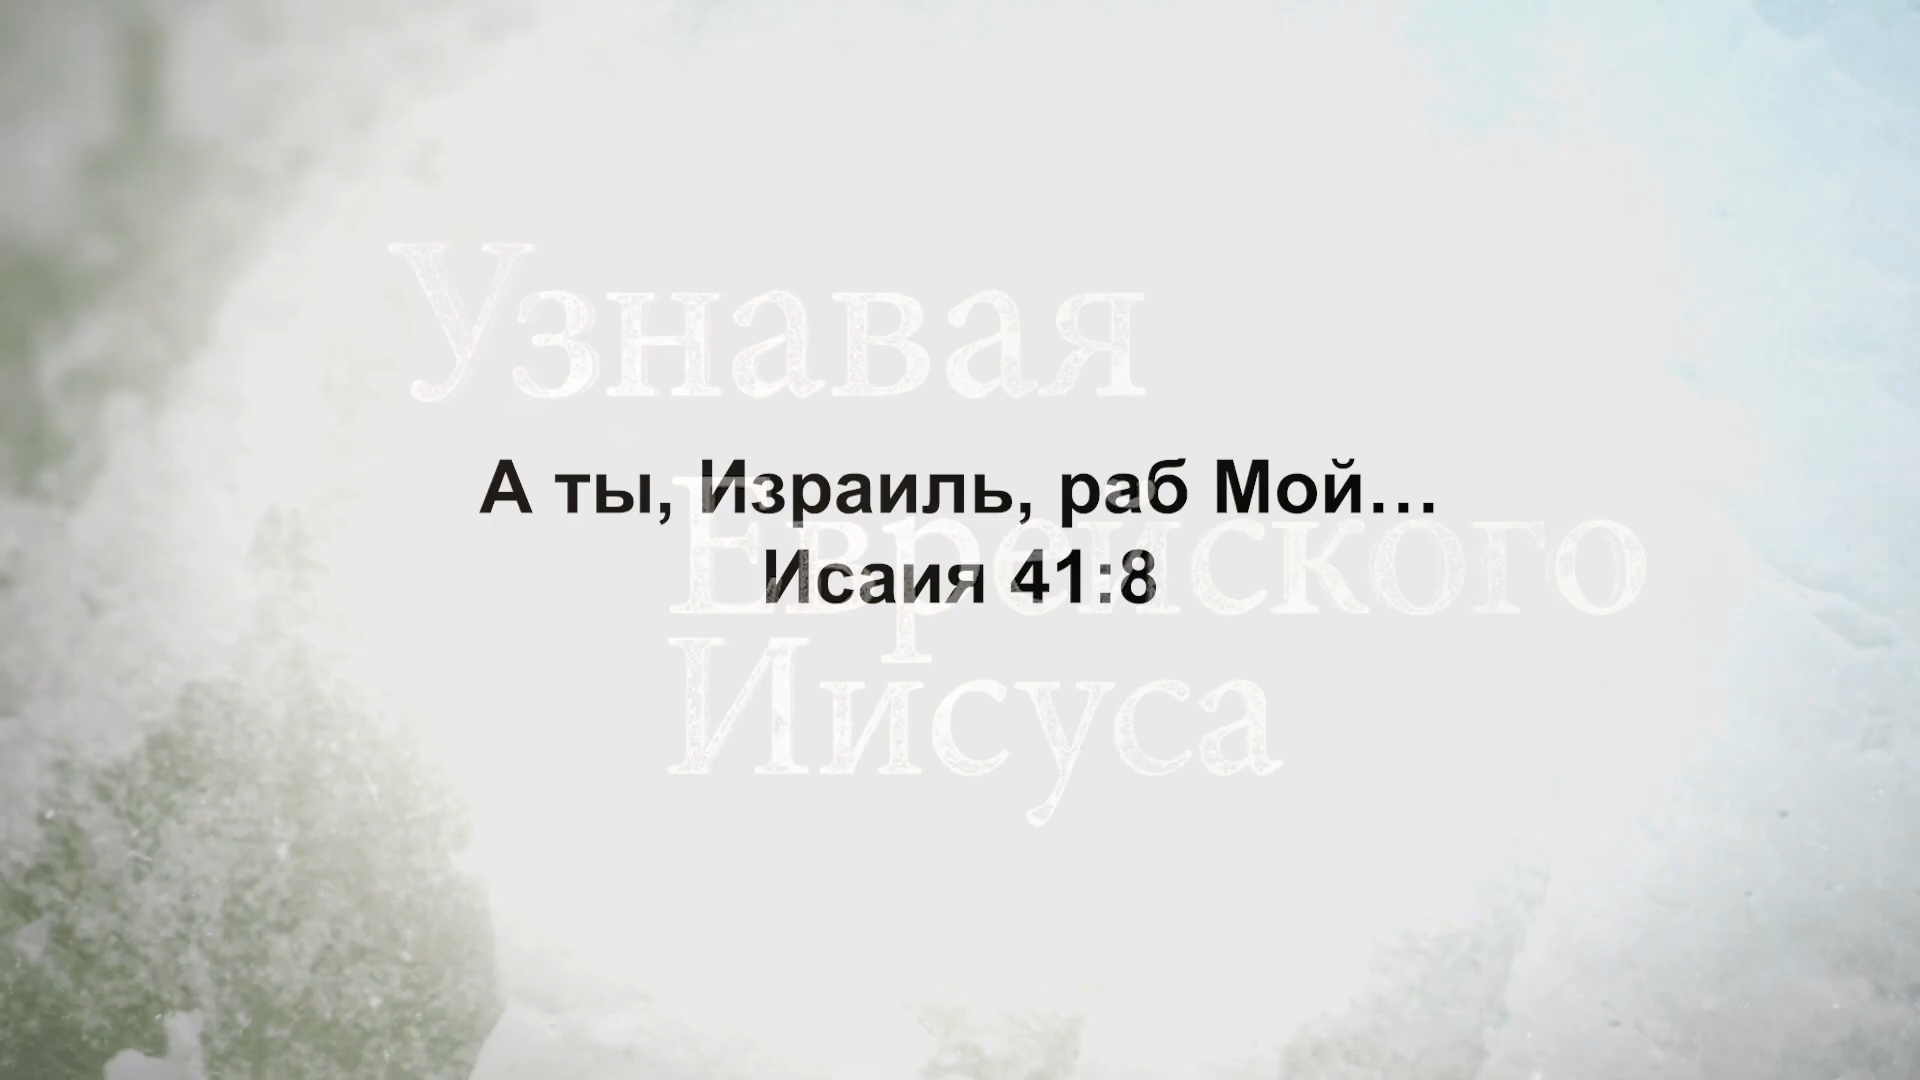 Узнавая
А ты, Израиль, раб Мой…
Еврейского
Исаия 41:8
Иисуса